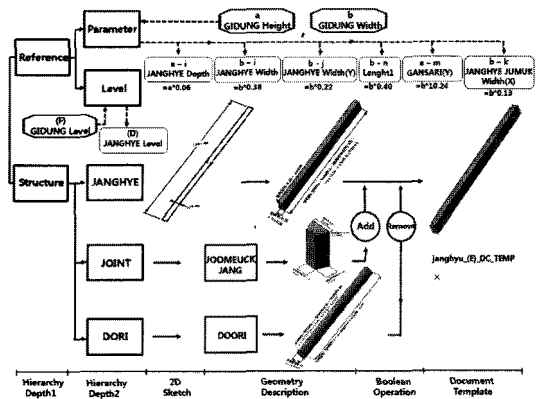 a
GIDUNG Height
b
GIDUNG Width
Parameter
Reference
a - i
JANGHYE Depth
=a*0.06
b - i
JANGHYE Width
=b*0.38
b - j
JANGHYE Width(Y)
=b*0.22
b - n
Lenght1
=b*0.40
a - m
GANSARI(Y)
=b*10.24
b - k
JANGHYE JUMUK
Width(X)
=b*0.13
Level
(F)
GIDUNG Level
(D)
JANGHYE Level
Structure
JANGHYE
Add
Remove
JOINT
JOOMEUCK
JANG
janghyu_(E)_DC_TEMP
DORI
DOORI
Hierarchy
Depth1
Hierarchy
Depth2
2D
Sketch
Geometry
Description
Boolean
Operation
Document
Template